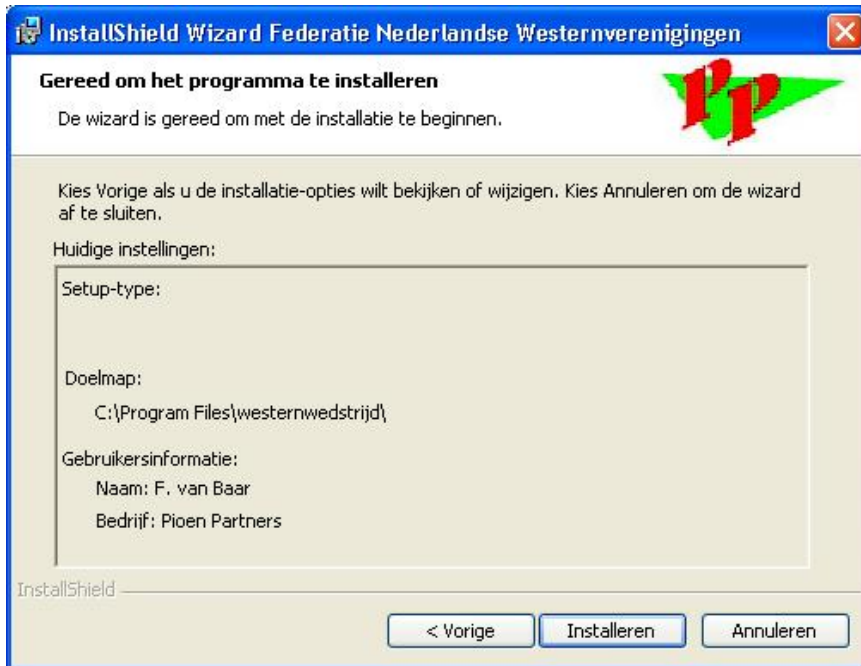 InstallShield Wizard Federatie Nederlandse Westernverenigingen
Gereed om het programma te installeren
De wizard is gereed om met de installatie te beginnen.
PP
Kies Vorige als u de installatie-opties wilt bekijken of wijzigen. Kies Annuleren om de wizard
af te sluiten.
Huidige instellingen:
Setup-type:
Doelmap:
C:\Program Files\westernwedstrijd\
Gebruikersinformatie:
Naam: F. van Baar
Bedrijf: Pioen Partners
InstallShield
< Vorige
Installeren
Annuleren